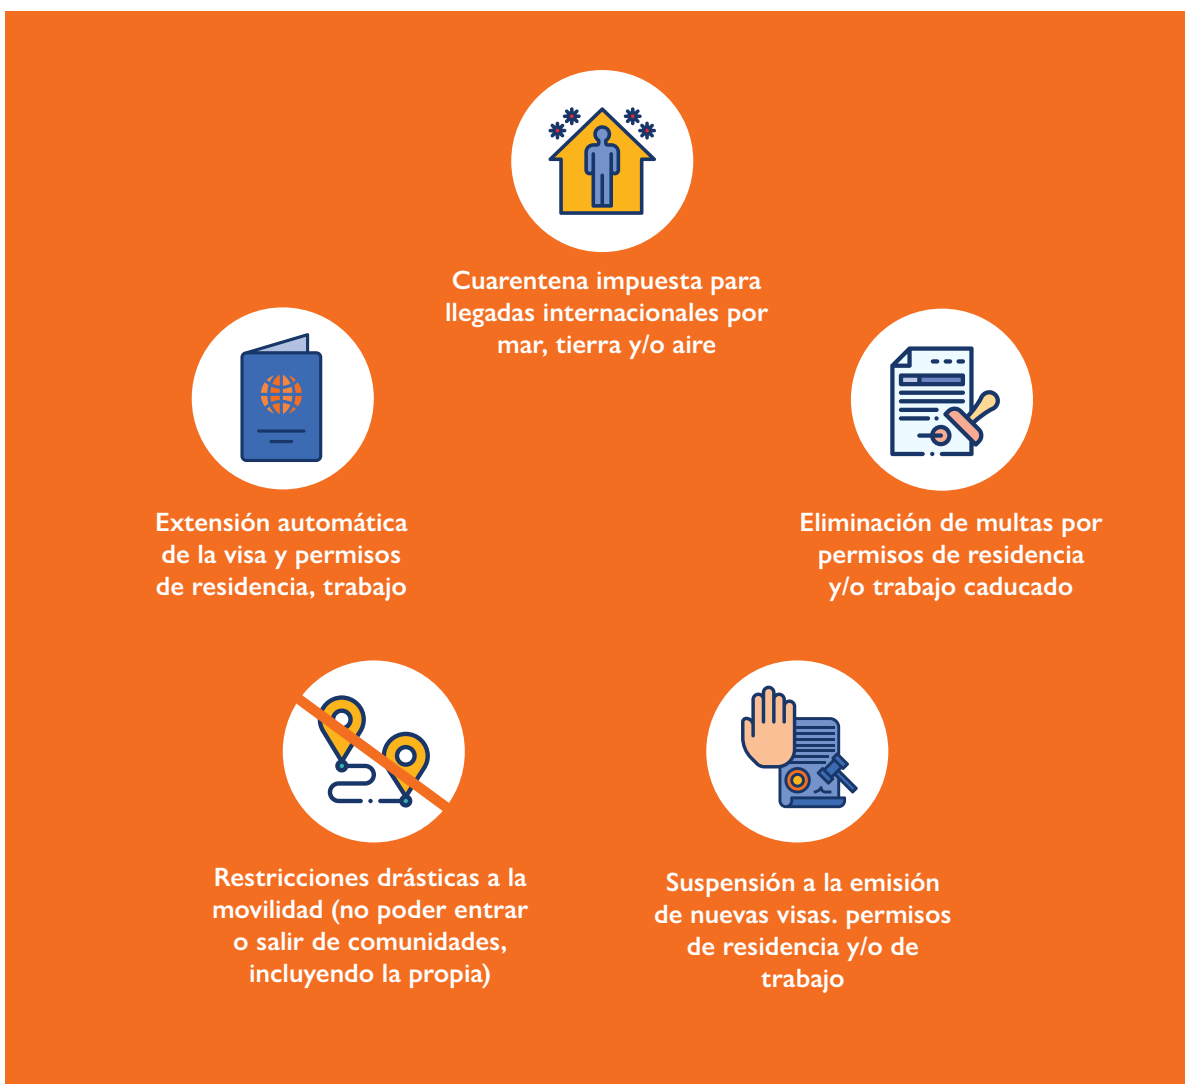 Cuarentena impuesta para
llegadas internacionales por
mar, tierra y/o aire
Extensión automática
de la visa y permisos
de residencia, trabajo
Eliminación de multas por
permisos de residencia
y/o trabajo caducado
Restricciones drásticas a la
movilidad (no poder entrar
o salir de comunidades,
incluyendo la propia)
Suspensión a la emisión
de nuevas visas. permisos
de residencia y/o de
trabajo